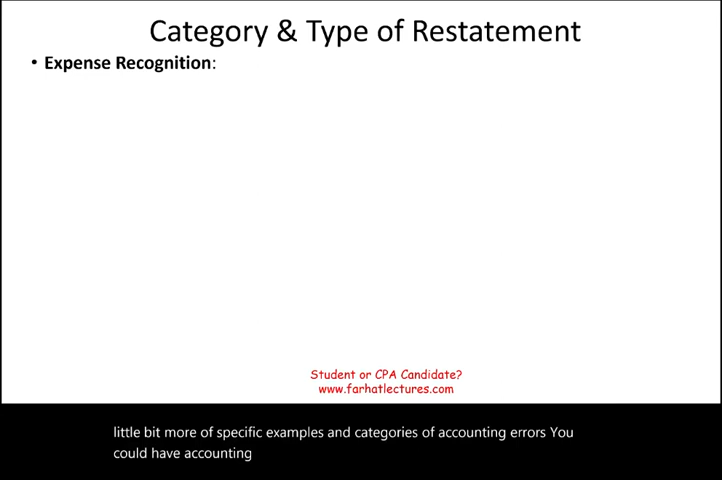 Category & Type of Restatement
• Expense Recognition:
Student or CPA Candidate?
www.farhatlectures.com
little bit more of specific examples and categories of accounting errors You
could have accounting